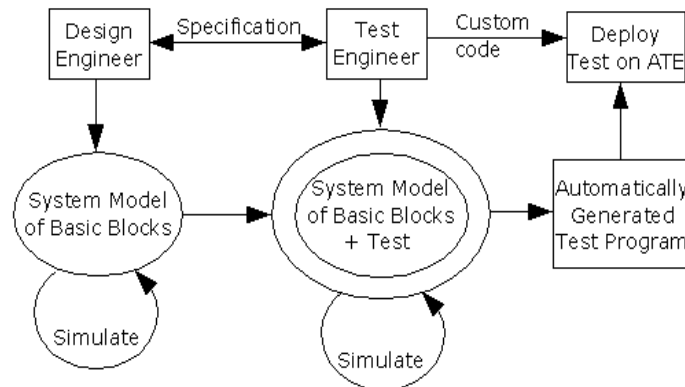 Design
Engineer
Specification
Test
Engineer
Custom
code
Deploy
Test on ATE
System Model
of Basic Blocks
System Model
of Basic Blocks
+ Test
Automatically
Generated
Test Program
Simulate
Simulate